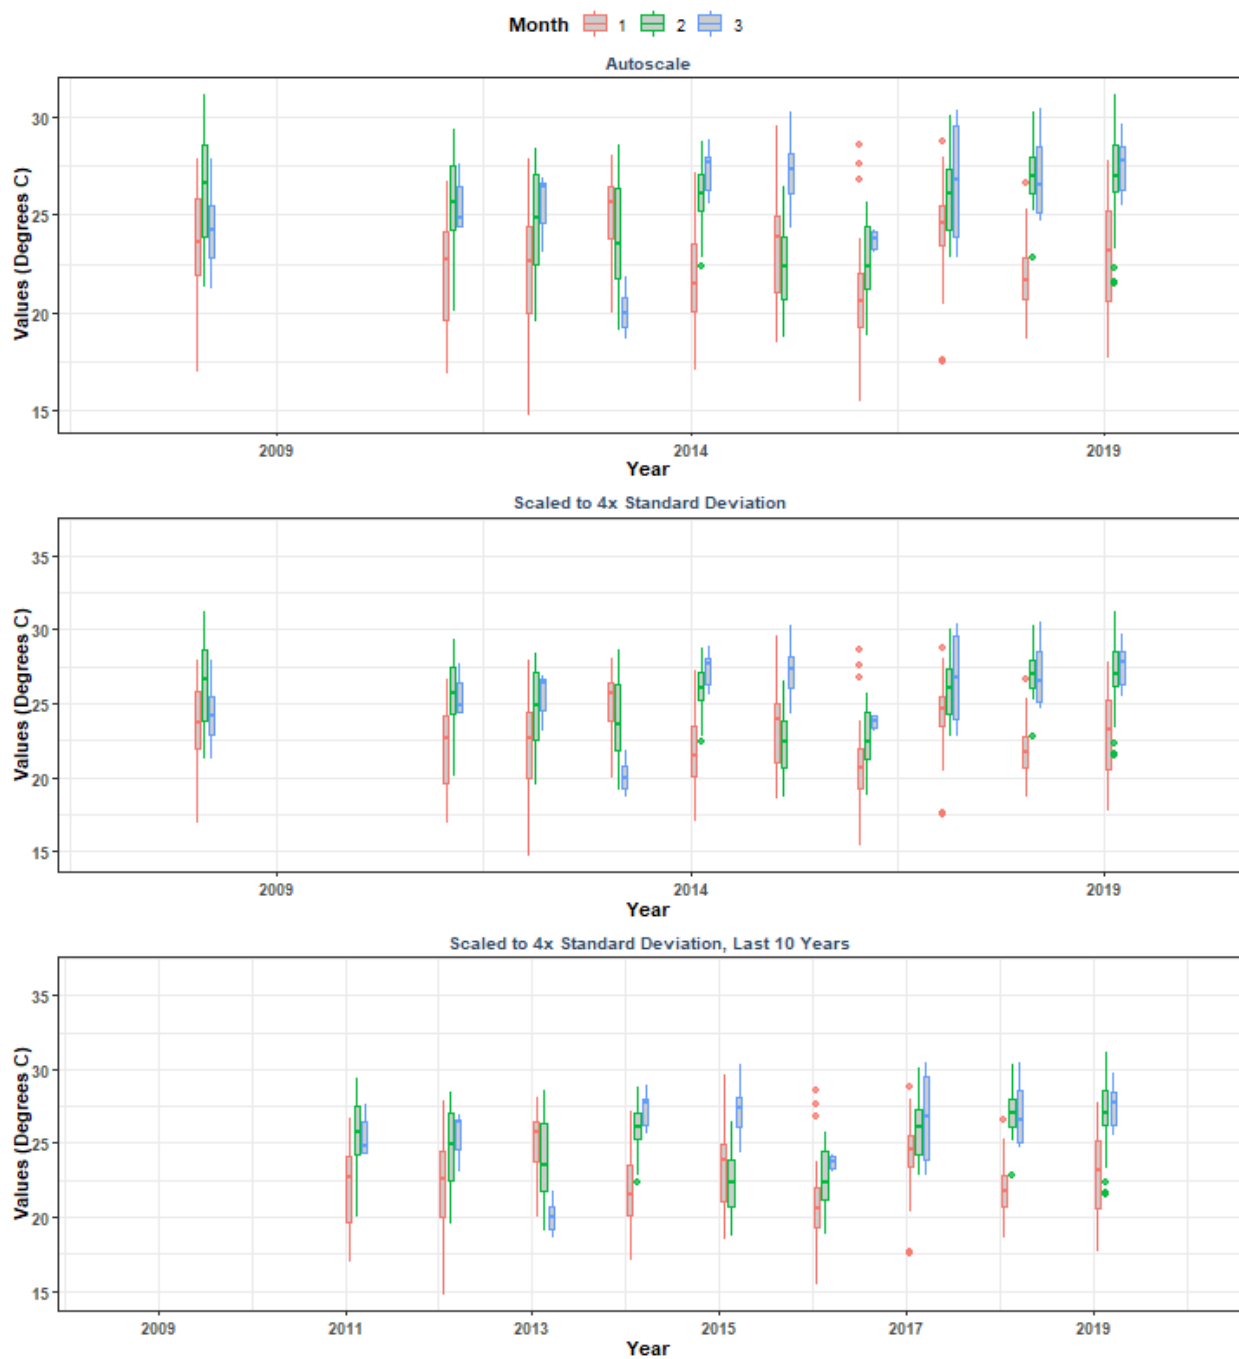 Month 1 2 3
Autoscale
Values (Degrees C)
30
25
20
15
2009 2014 2019
Year
Scaled to 4x Standard Deviation
Values (Degrees C)
35
30
25
20
15
2009 2014 2019
Year
Scaled to 4x Standard Deviation, Last 10 Years
Values (Degrees C)
35
30
25
20
15
2009 2011 2013 2015 2017 2019
Year